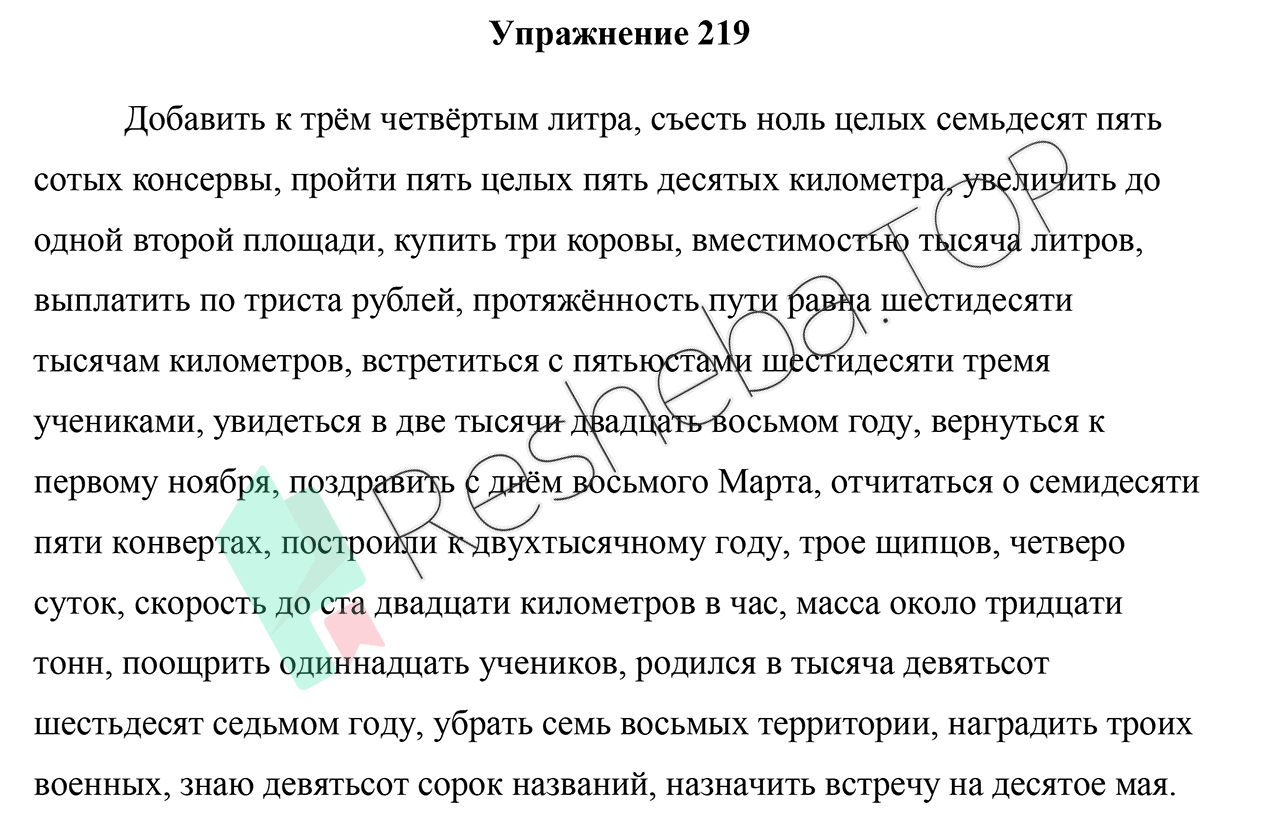 Упражнение 219
Добавить к трём четвёртым литра, съесть ноль целых семьдесят пять
сотых консервы, пройти пять целых пять десятых километра, увеличить до
одной второй площади, купить три коровы, вместимостью тысяча литров,
выплатить по триста рублей, протяжённость пути равна шестидесяти
тысячам километров, встретиться с пятьюстами шестидесяти тремя
учениками, увидеться в две тысячи двадцать восьмом году, вернуться к
первому ноября, поздравить с днём восьмого Марта, отчитаться о семидесяти
пяти конвертах, построили к двухтысячному году, трое щипцов, четверо
суток, скорость до ста двадцати километров в час, масса около тридцати
тонн, поощрить одиннадцать учеников, родился в тысяча девятьсот
шестьдесят седьмом году, убрать семь восьмых территории, наградить троих
военных, знаю девятьсот сорок названий, назначить встречу на десятое мая.
Resheba.TOP